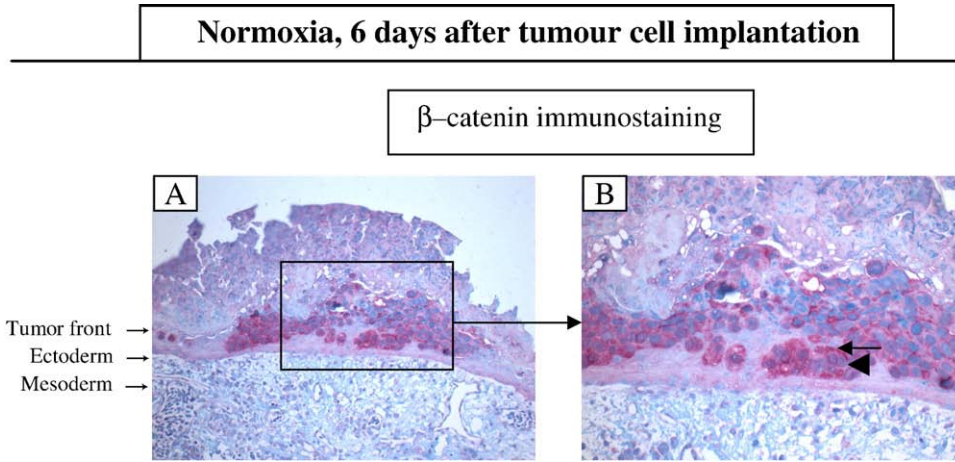 Normoxia, 6 days after tumour cell implantation
β–catenin immunostaining
A
B
Tumor front
Ectoderm
Mesoderm